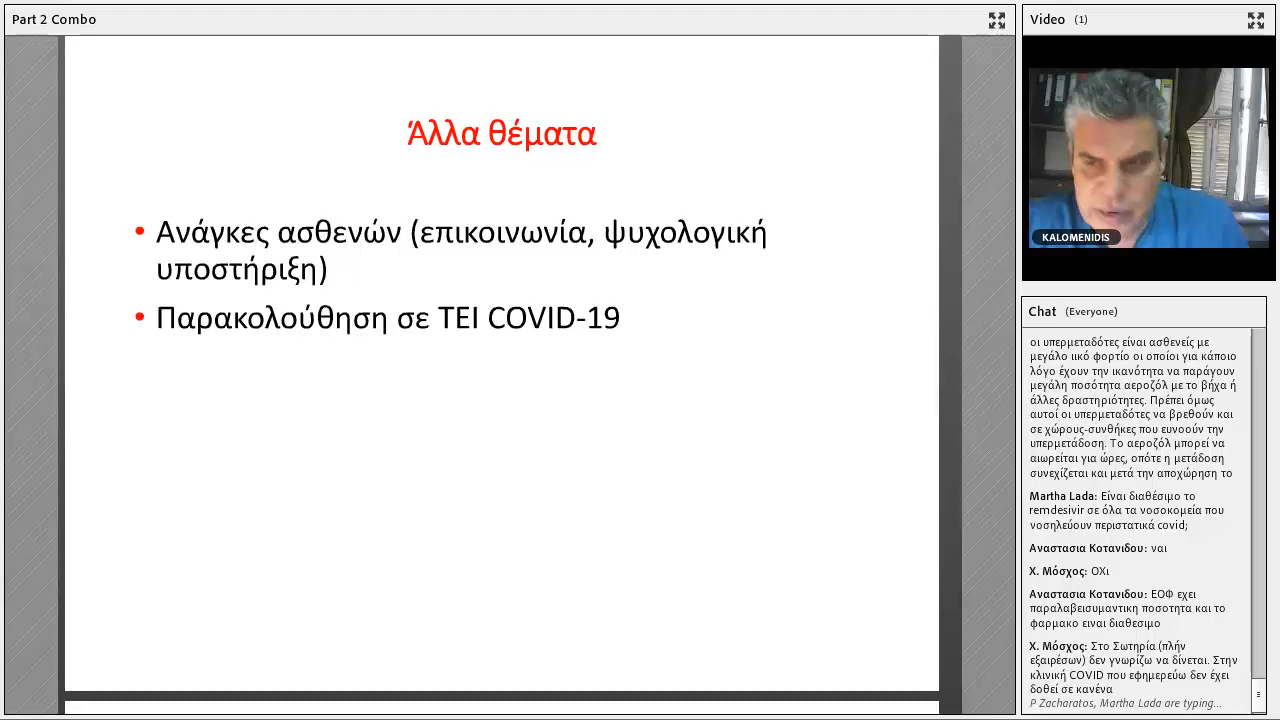 Part 2 Combo
Άλλα θέματα
• Ανάγκες ασθενών (επικοινωνία, ψυχολογική
υποστήριξη)
• Παρακολούθηση σε ΤΕΙ COVID-19
Video (1)
KALOMENIDIS
Chat (Everyone)
οι υπερμεταδότες είναι ασθενείς με
μεγάλο ιικό φορτίο οι οποίοι για κάποιο
λόγο έχουν την ικανότητα να παράγουν
μεγάλη ποσότητα αεροζόλ με το βήχα ή
άλλες δραστηριότητες. Πρέπει όμως
αυτοί οι υπερμεταδότες να βρεθούν και
σε χώρους-συνθήκες που ευνοούν την
υπερμετάδοση. Το αεροζόλ μπορεί να
αιωρείται για ώρες, οπότε η μετάδοση
συνεχίζεται και μετά την αποχώρηση το
Martha Lada: Είναι διαθέσιμο το
remdesivir σε όλα τα νοσοκομεία που
νοσηλεύουν περιστατικά covid;
Αναστασια Κοτανιδου: ναι
Χ. Μόσχος: ΟΧι
Αναστασια Κοτανιδου: ΕΟΦ εχει
παραλαβεισυμαντικη ποσοτητα και το
φαρμακο ειναι διαθεσιμο
Χ. Μόσχος: Στο Σωτηρία (πλήν
εξαιρέσων) δεν γνωρίζω να δίνεται. Στην
κλινική COVID που εφημερεύω δεν έχει
δοθεί σε κανένα
P Zacharatos, Martha Lada are typing...